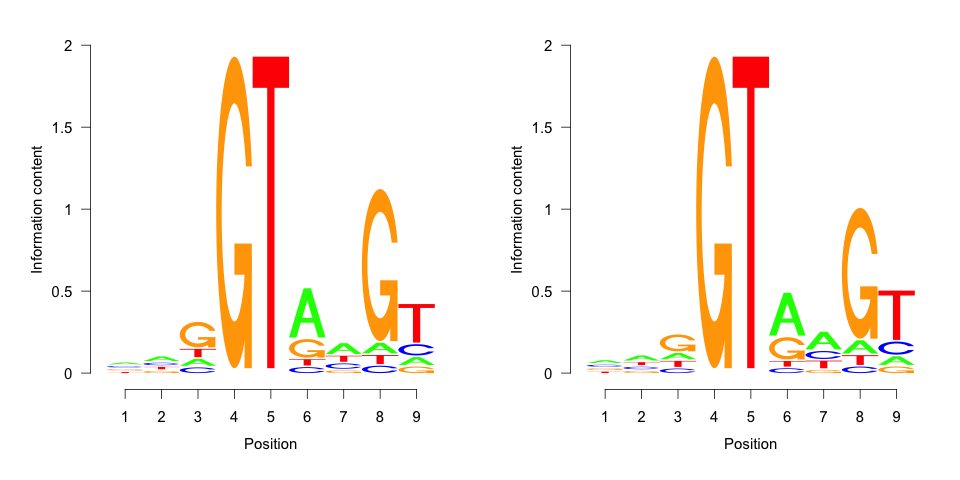 2
1.5
1
0.5
0
Information content
1 2 3 4 5 6 7 8 9
Position
A C G T
A C T G
G T A C
G
T
A G T C
A T C G
G A T C
T C A G
2
1.5
1
0.5
0
Information content
1 2 3 4 5 6 7 8 9
Position
A C G T
A G T C
G A T C
G
T
A G T C
A C T G
G A T C
T C A G